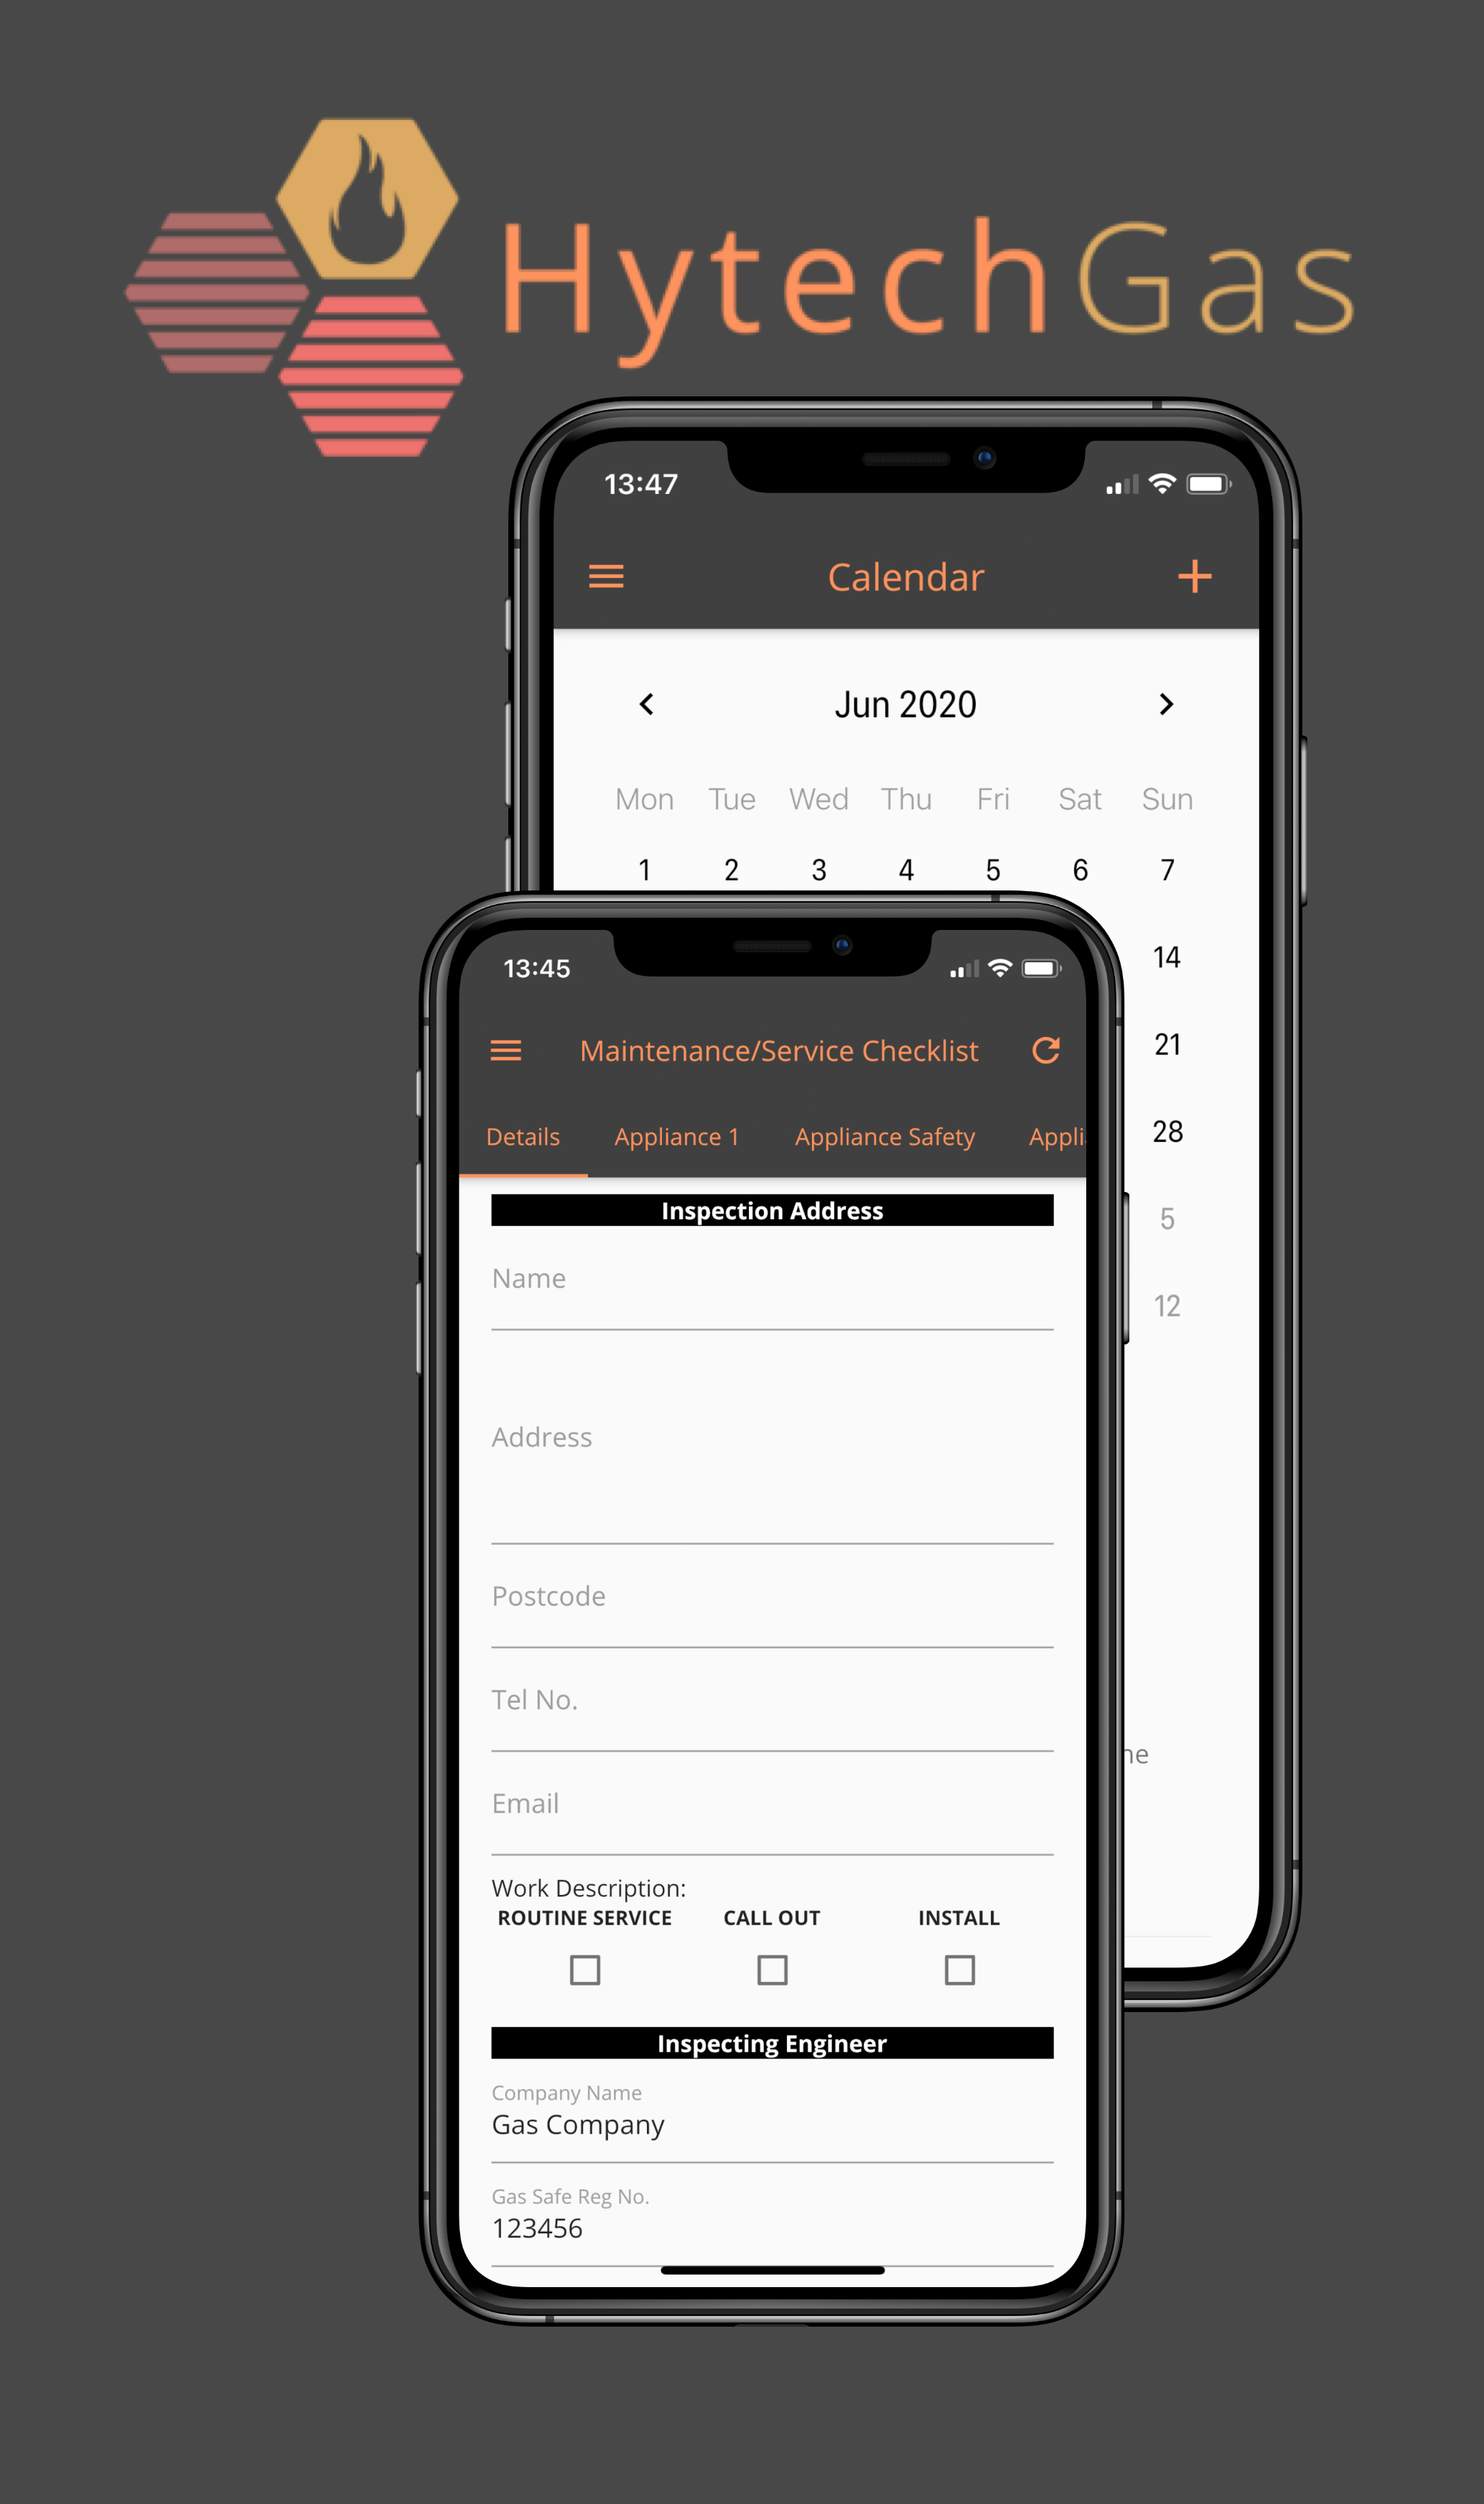 HytechGas
13:47
Calendar
Jun 2020
Mon Tue Wed Thu Fri Sat Sun
1 2 3 4 5 6 7
14
21
28
5
12
13:45
Maintenance/Service Checklist
Details Appliance 1 Appliance Safety Appli
Inspection Address
Name
Address
Postcode
Tel No.
Email
Work Description:
ROUTINE SERVICE CALL OUT INSTALL
Inspecting Engineer
Company Name
Gas Company
Gas Safe Reg No.
123456